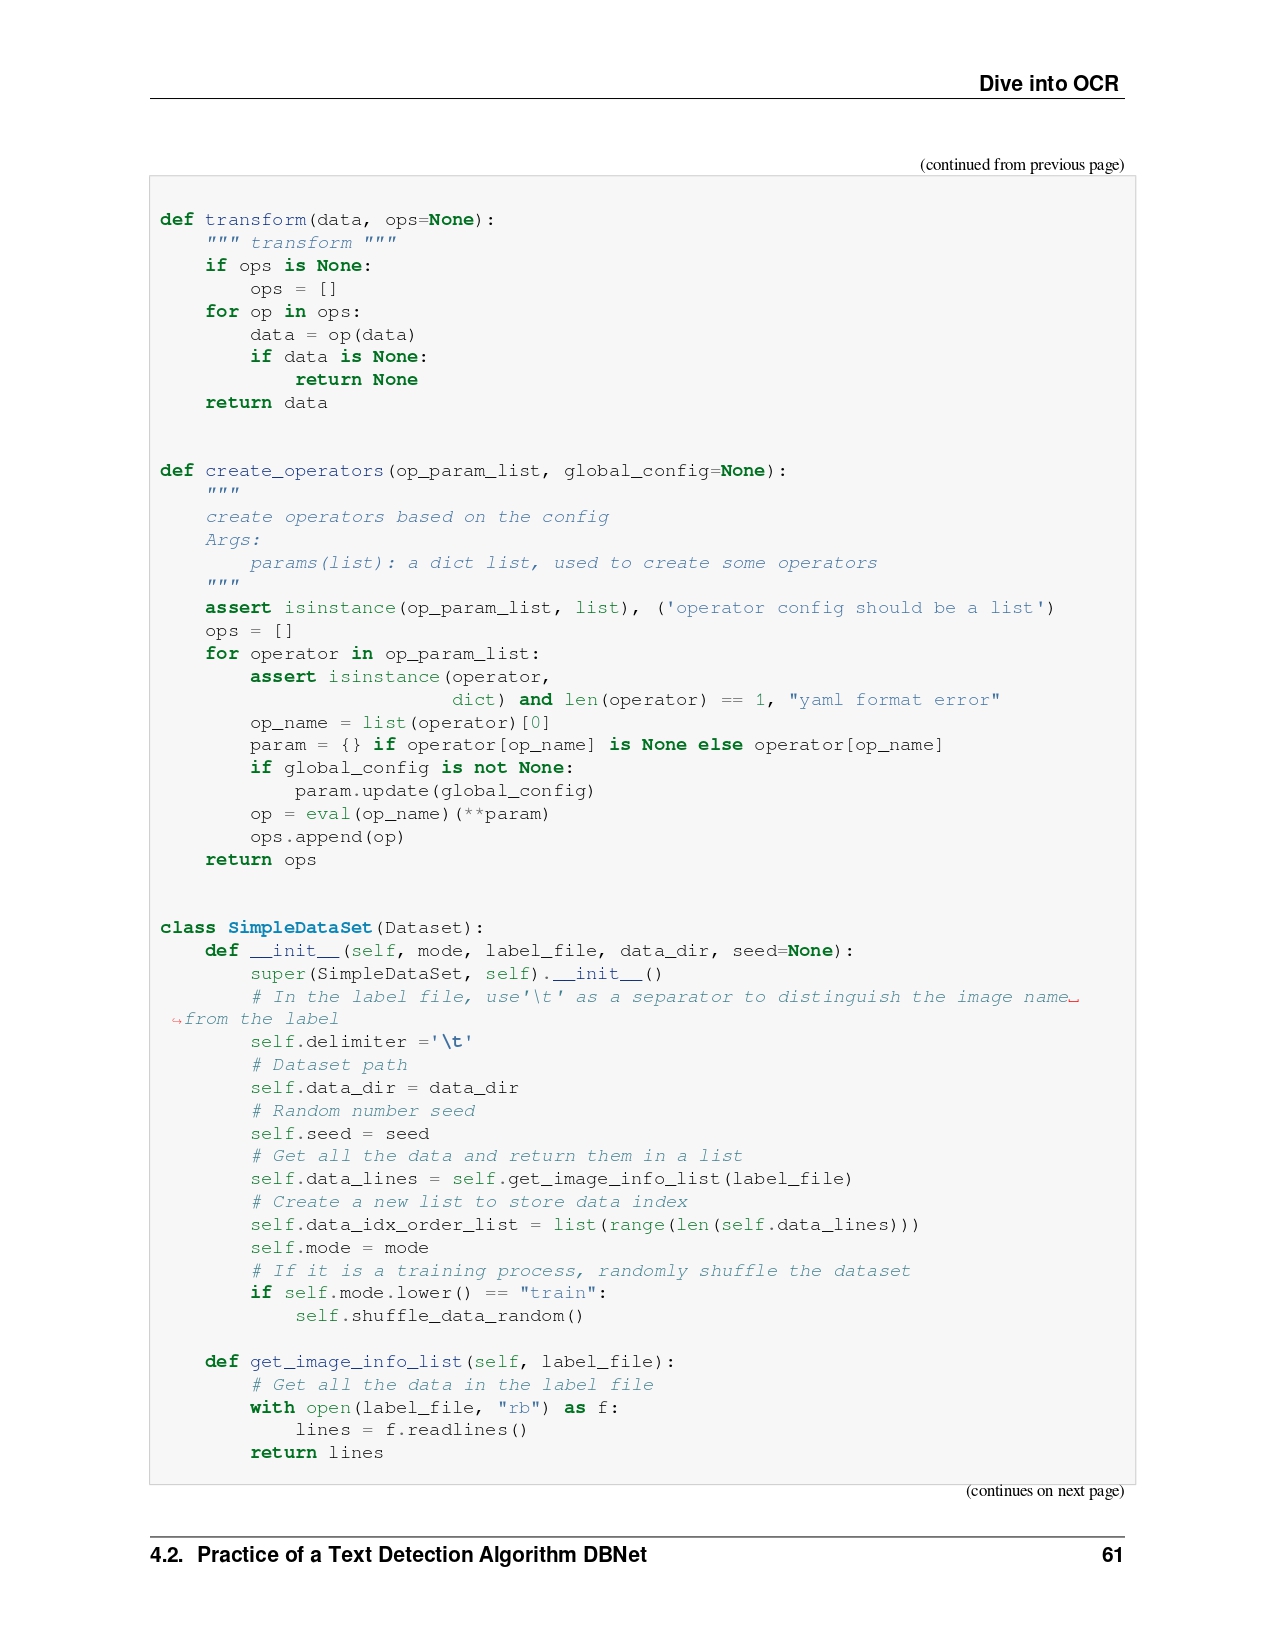 Dive into OCR
(continued from previous page)
def transform(data, ops=None):
    """ transform """
    if ops is None:
        ops = []
    for op in ops:
        data = op(data)
        if data is None:
            return None
    return data
def create_operators(op_param_list, global_config=None):
    """
    create operators based on the config
    Args:
        params(list): a dict list, used to create some operators
    """
    assert isinstance(op_param_list, list), ('operator config should be a list')
    ops = []
    for operator in op_param_list:
        assert isinstance(operator,
                          dict) and len(operator) == 1, "yaml format error"
        op_name = list(operator)[0]
        param = {} if operator[op_name] is None else operator[op_name]
        if global_config is not None:
            param.update(global_config)
        op = eval(op_name)(**param)
        ops.append(op)
    return ops
class SimpleDataSet(Dataset):
    def __init__(self, mode, label_file, data_dir, seed=None):
        super(SimpleDataSet, self).__init__()
        # In the label file, use'\t' as a separator to distinguish the image name␣
 ↪from the label
        self.delimiter ='\t'
        # Dataset path
        self.data_dir = data_dir
        # Random number seed
        self.seed = seed
        # Get all the data and return them in a list
        self.data_lines = self.get_image_info_list(label_file)
        # Create a new list to store data index
        self.data_idx_order_list = list(range(len(self.data_lines)))
        self.mode = mode
        # If it is a training process, randomly shuffle the dataset
        if self.mode.lower() == "train":
            self.shuffle_data_random()
    def get_image_info_list(self, label_file):
        # Get all the data in the label file
        with open(label_file, "rb") as f:
            lines = f.readlines()
        return lines
(continues on next page)
4.2. Practice of a Text Detection Algorithm DBNet 61